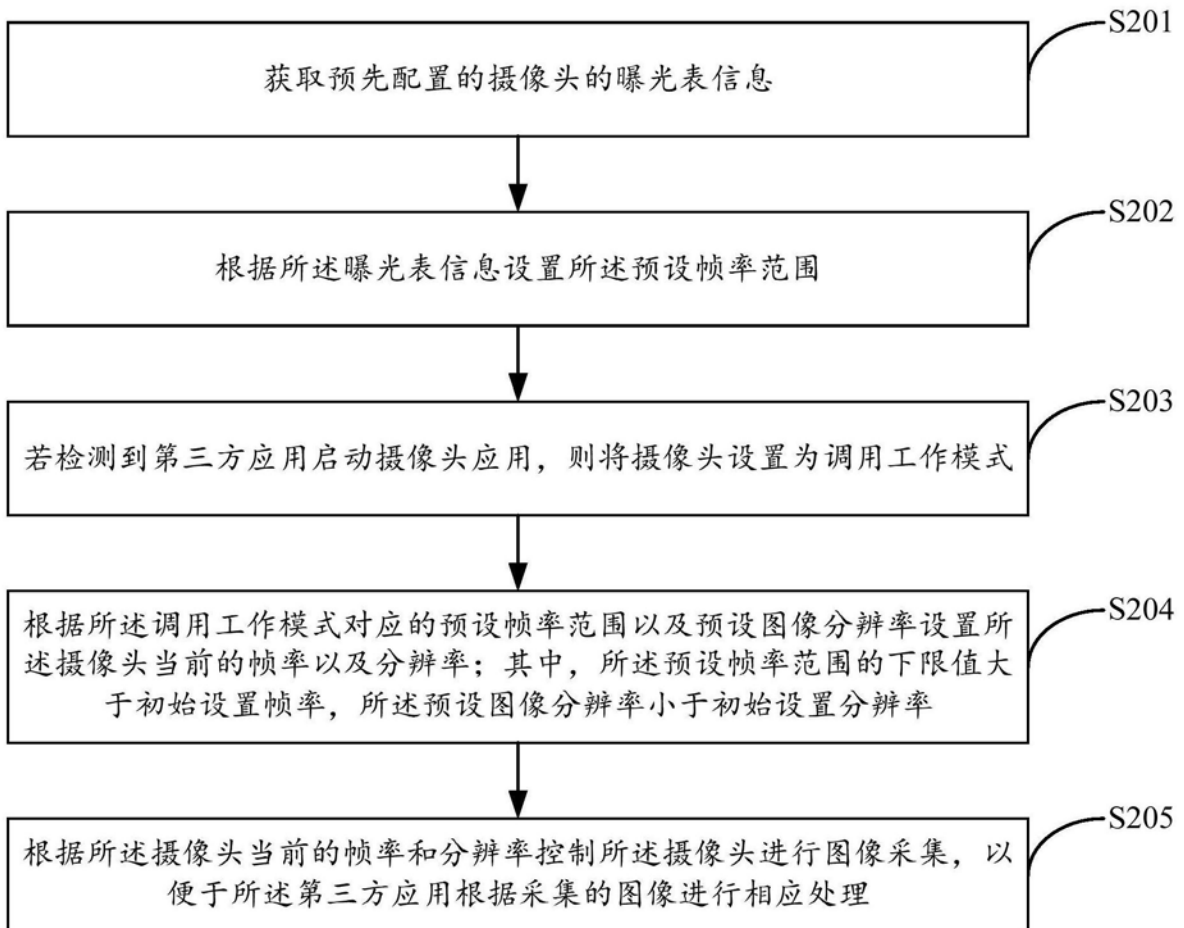 S201
获取预先配置的摄像头的曝光表信息
S202
根据所述曝光表信息设置所述预设帧率范围
S203
若检测到第三方应用启动摄像头应用，则将摄像头设置为调用工作模式
S204
根据所述调用工作模式对应的预设帧率范围以及预设图像分辨率设置所
述摄像头当前的帧率以及分辨率；其中，所述预设帧率范围的下限值大
于初始设置帧率，所述预设图像分辨率小于初始设置分辨率
S205
根据所述摄像头当前的帧率和分辨率控制所述摄像头进行图像采集，以
便于所述第三方应用根据采集的图像进行相应处理